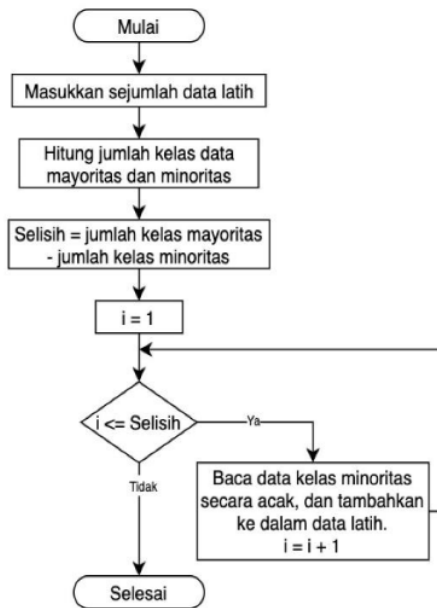 Mulai
Masukkan sejumlah data latih
Hitung jumlah kelas data
mayoritas dan minoritas
Selisih = jumlah kelas mayoritas
- jumlah kelas minoritas
i = 1
i <= Selisih
Ya
Tidak
Baca data kelas minoritas
secara acak, dan tambahkan
ke dalam data latih.
i = i + 1
Selesai